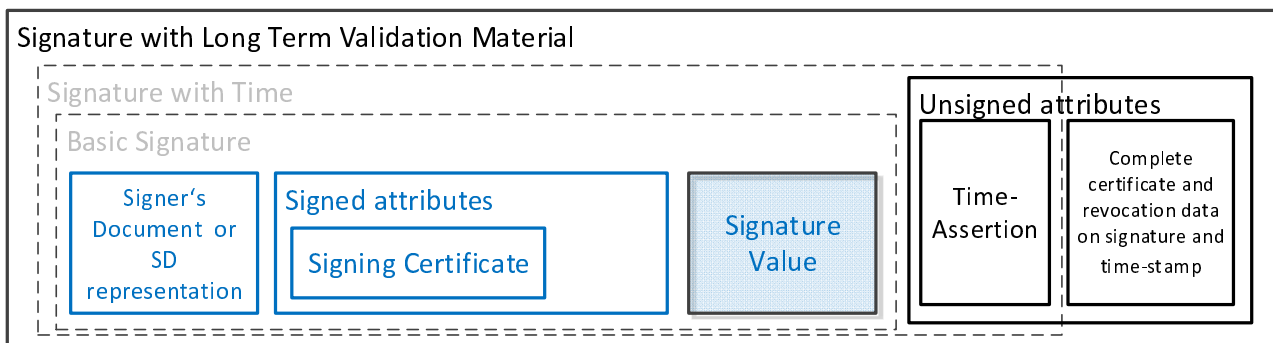 Signature with Long Term Validation Material
Signature with Time
Unsigned attributes
Basic Signature
Signer‘s
Document or
SD
representation
Signed attributes
Signing Certificate
Signature
Value
Time-
Assertion
Complete
certificate and
revocation data
on signature and
time-stamp